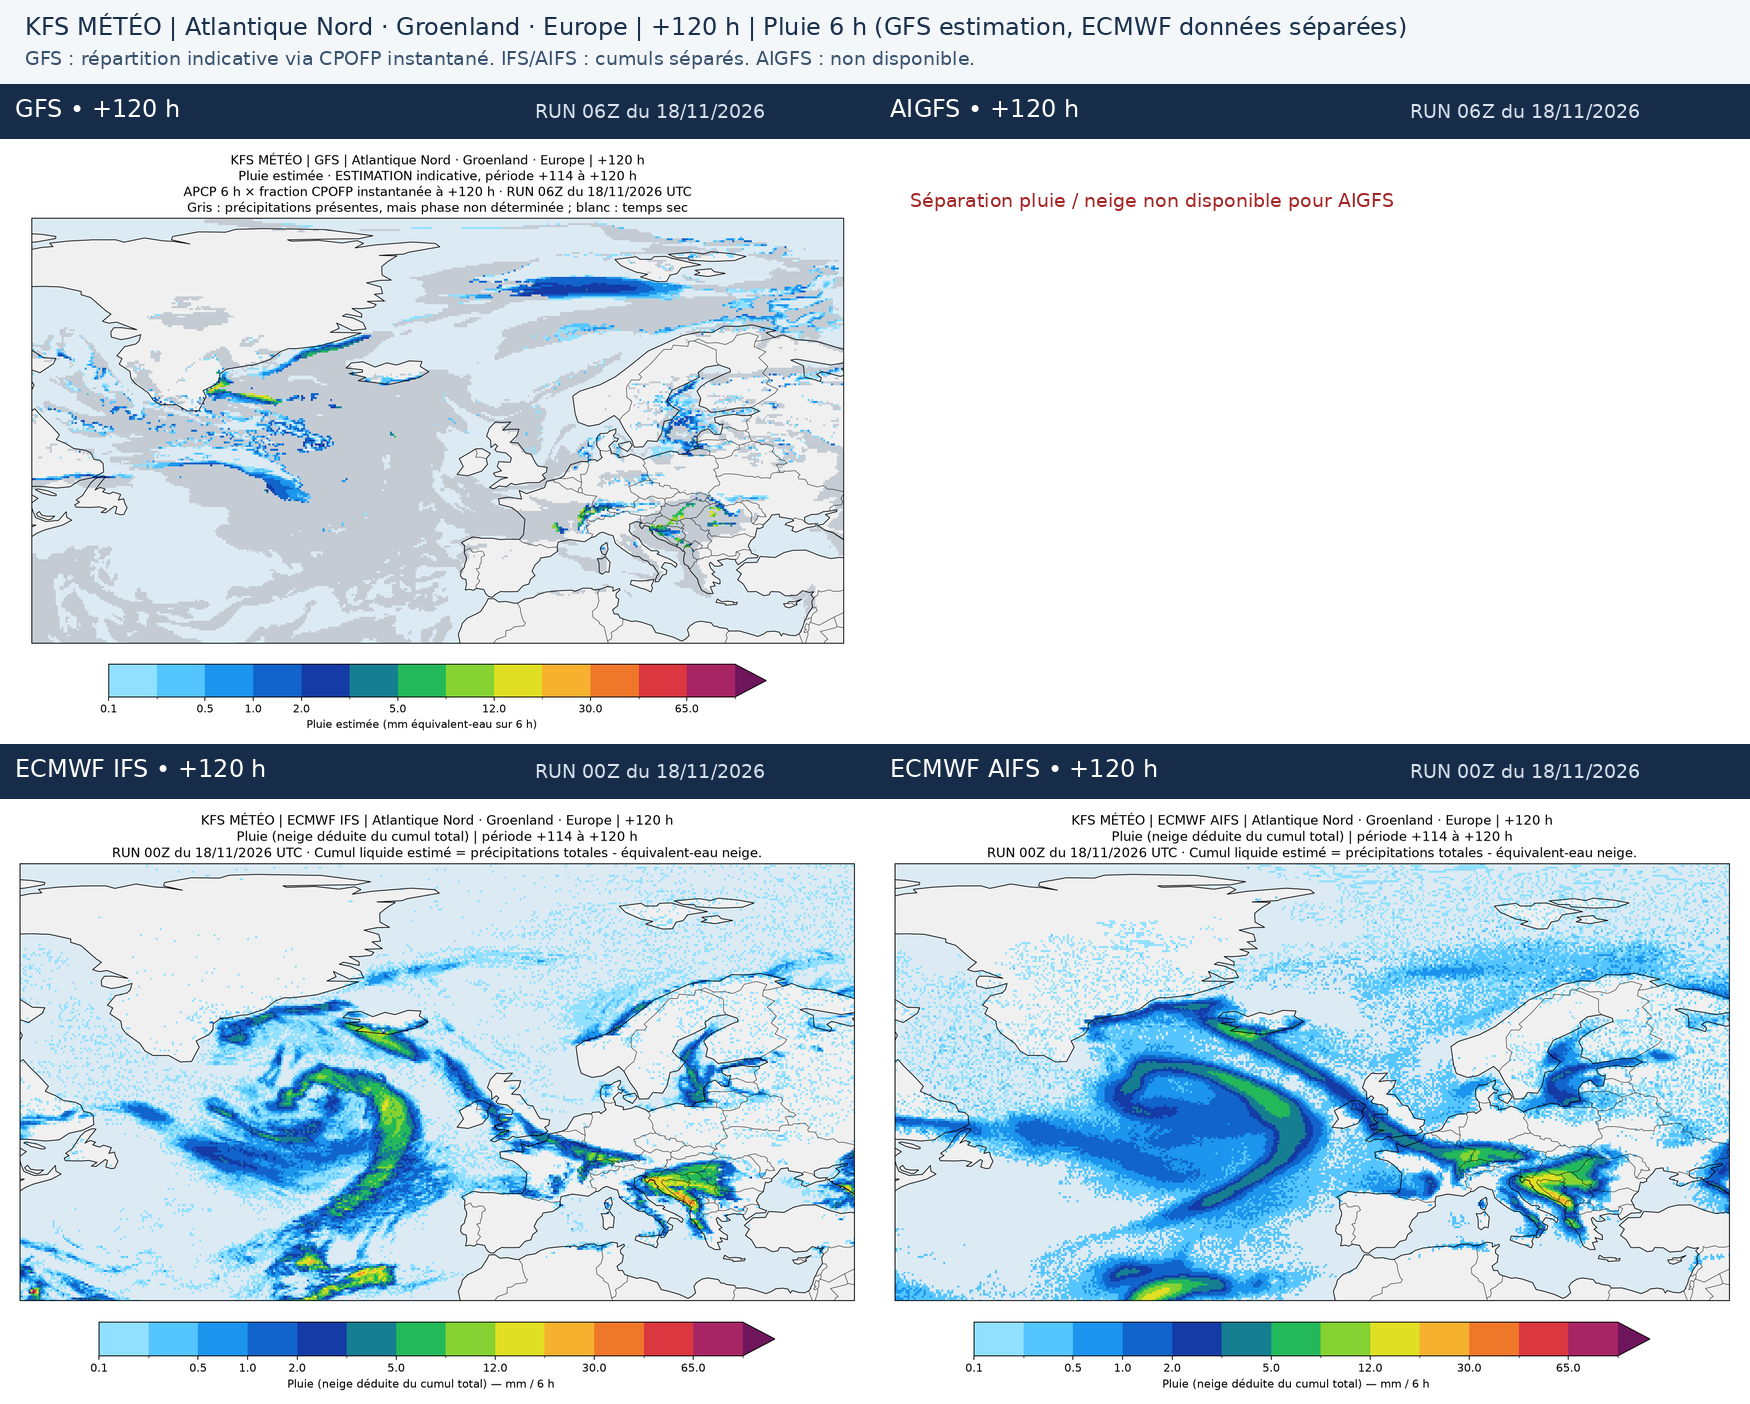 KFS MÉTÉO | Atlantique Nord · Groenland · Europe | +120 h | Pluie 6 h (GFS estimation, ECMWF données séparées)
GFS : répartition indicative via CPOFP instantané. IFS/AIFS : cumuls séparés. AIGFS : non disponible.
GFS • +120 h
RUN 06Z du 18/11/2026
AIGFS • +120 h
RUN 06Z du 18/11/2026
KFS MÉTÉO | GFS | Atlantique Nord · Groenland · Europe | +120 h
Pluie estimée · ESTIMATION indicative, période +114 à +120 h
APCP 6 h × fraction CPOFP instantanée à +120 h · RUN 06Z du 18/11/2026 UTC
Gris : précipitations présentes, mais phase non déterminée ; blanc : temps sec
Séparation pluie / neige non disponible pour AIGFS
0.1 0.5 1.0 2.0 5.0 12.0 30.0 65.0
Pluie estimée (mm équivalent-eau sur 6 h)
ECMWF IFS • +120 h
RUN 00Z du 18/11/2026
ECMWF AIFS • +120 h
RUN 00Z du 18/11/2026
KFS MÉTÉO | ECMWF IFS | Atlantique Nord · Groenland · Europe | +120 h
Pluie (neige déduite du cumul total) | période +114 à +120 h
RUN 00Z du 18/11/2026 UTC · Cumul liquide estimé = précipitations totales - équivalent-eau neige.
KFS MÉTÉO | ECMWF AIFS | Atlantique Nord · Groenland · Europe | +120 h
Pluie (neige déduite du cumul total) | période +114 à +120 h
RUN 00Z du 18/11/2026 UTC · Cumul liquide estimé = précipitations totales - équivalent-eau neige.
0.1 0.5 1.0 2.0 5.0 12.0 30.0 65.0
Pluie (neige déduite du cumul total) — mm / 6 h
0.1 0.5 1.0 2.0 5.0 12.0 30.0 65.0
Pluie (neige déduite du cumul total) — mm / 6 h